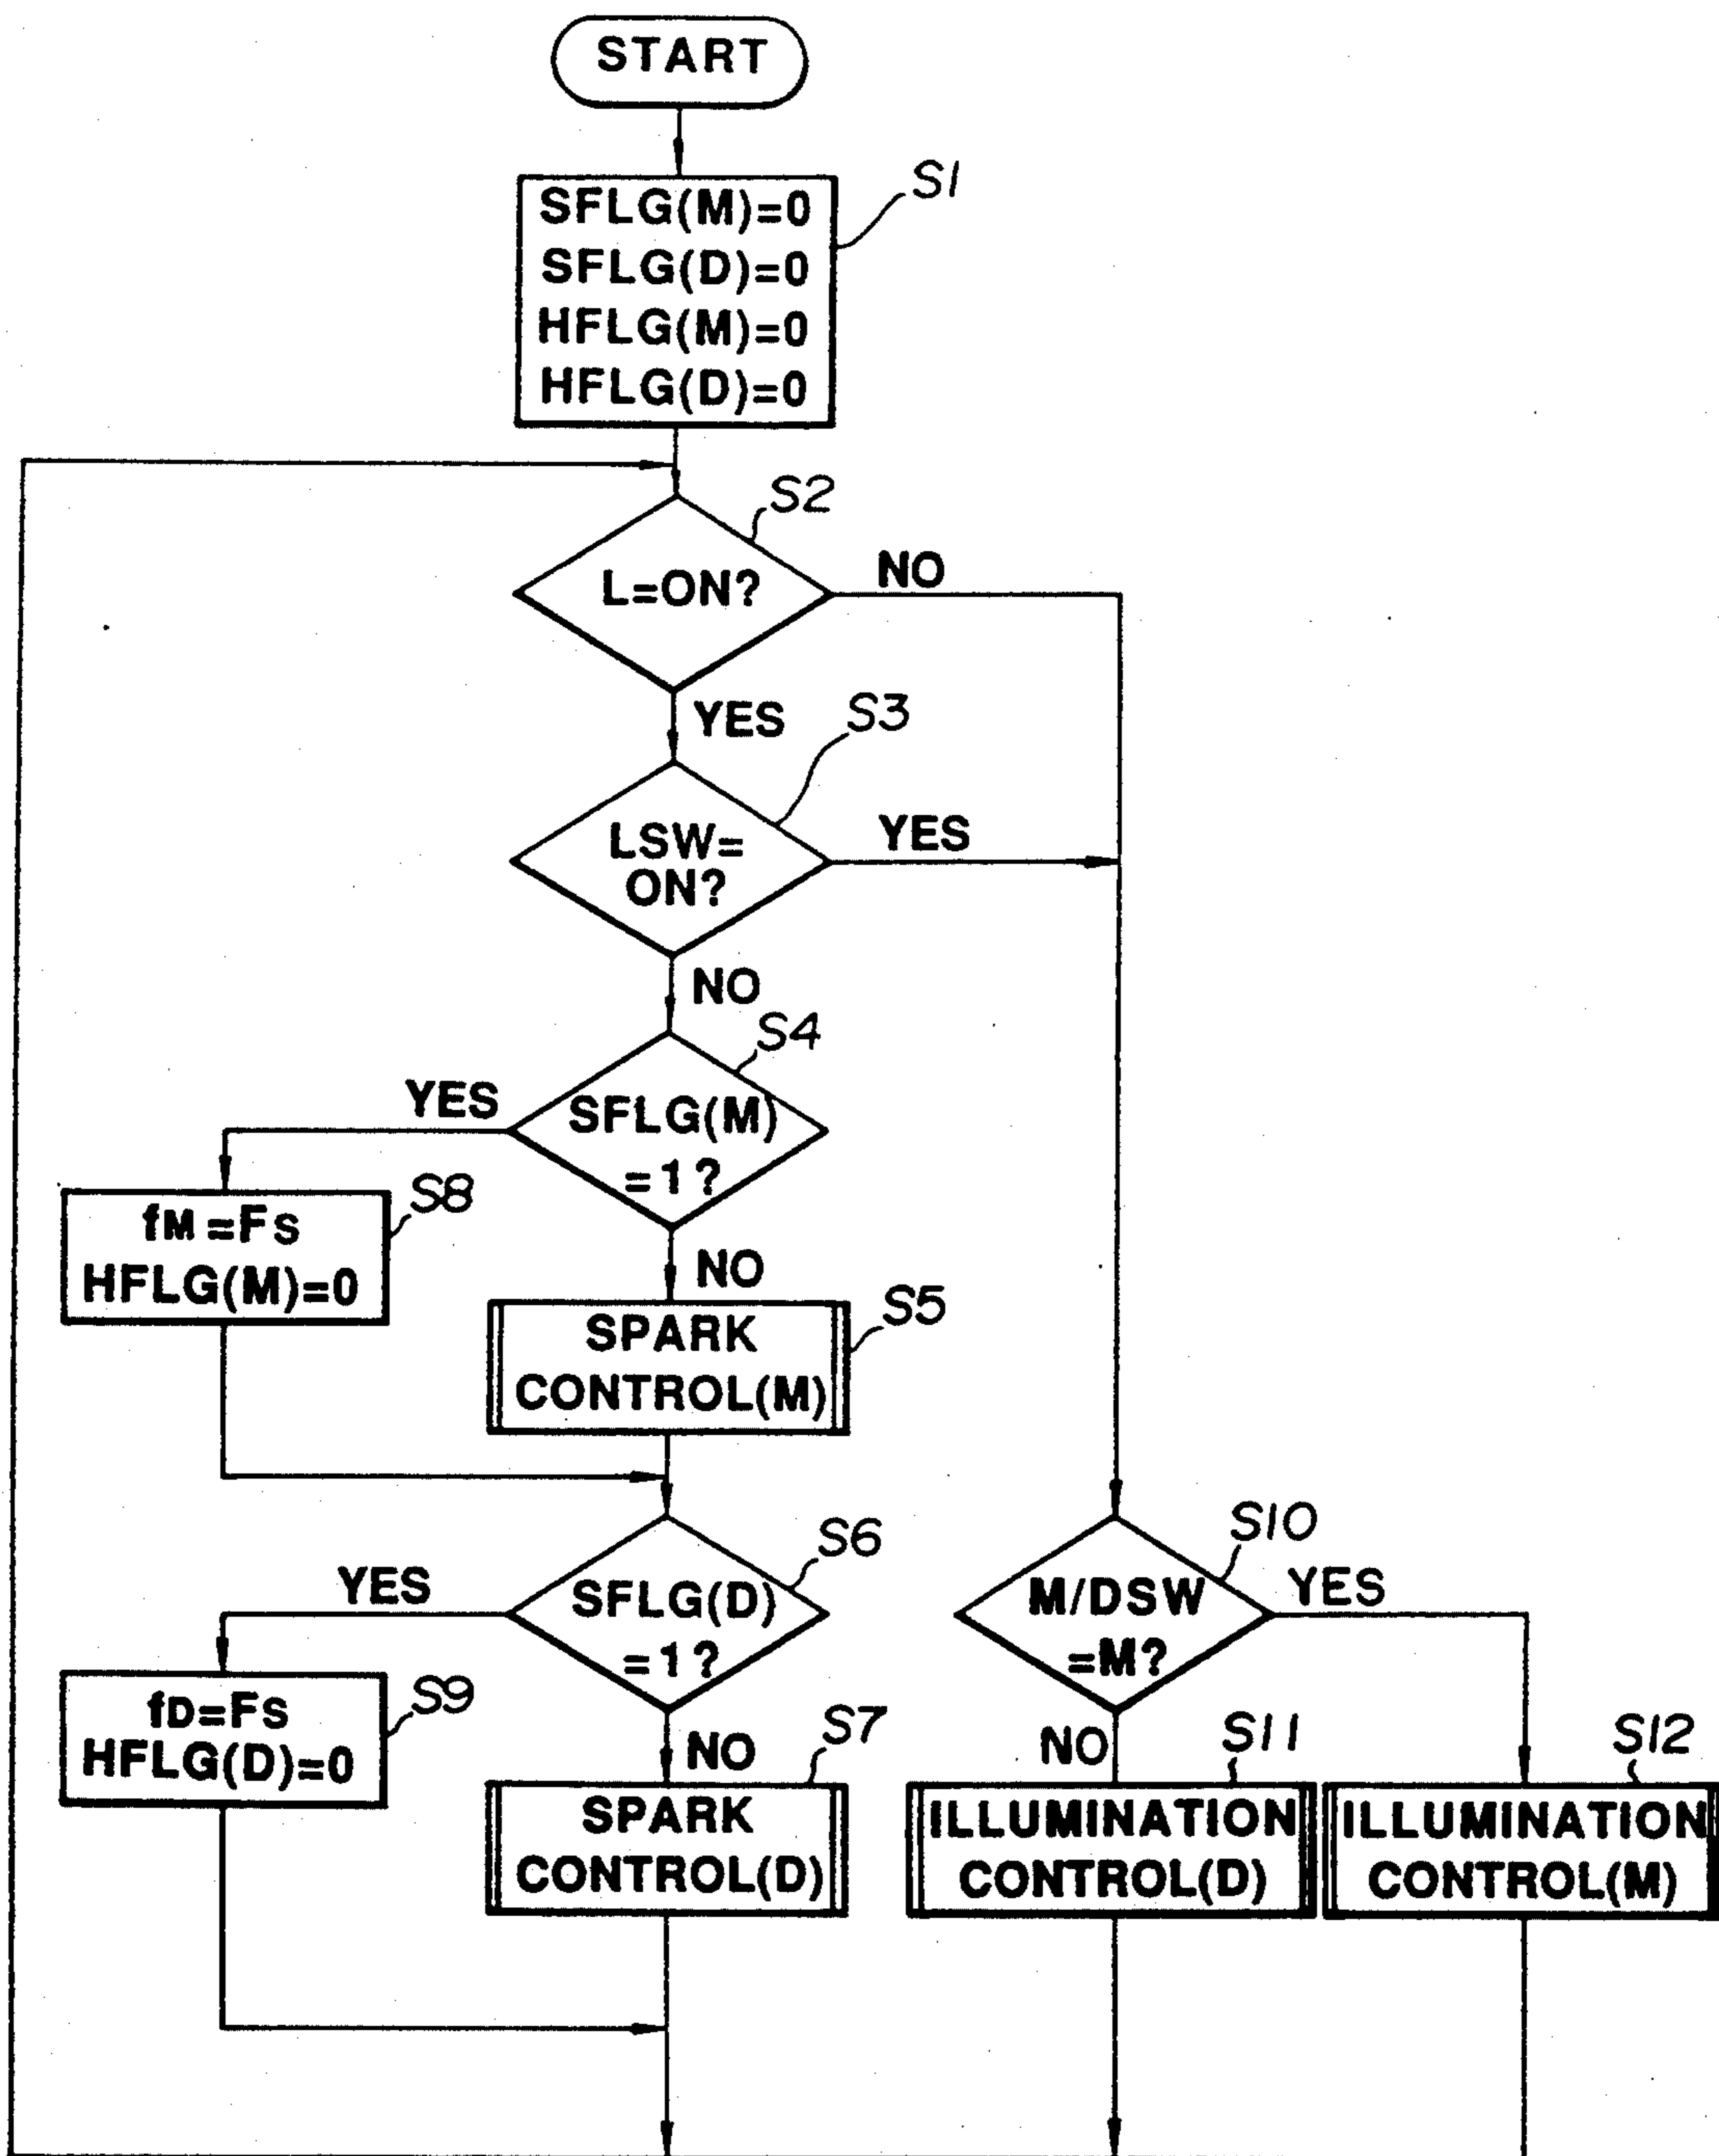 START
S1
SFLG(M)=0
SFLG(D)=0
HFLG(M)=0
HFLG(D)=0
S2
L=ON?
NO
YES
S3
LSW=
ON?
YES
NO
S4
SFLG(M)
=1?
YES
NO
S8
fM=FS
HFLG(M)=0
S5
SPARK
CONTROL(M)
S6
SFLG(D)
=1?
YES
NO
S9
fD=FS
HFLG(D)=0
S7
SPARK
CONTROL(D)
S10
M/DSW
=M?
YES
NO
S11
ILLUMINATION
CONTROL(D)
S12
ILLUMINATION
CONTROL(M)